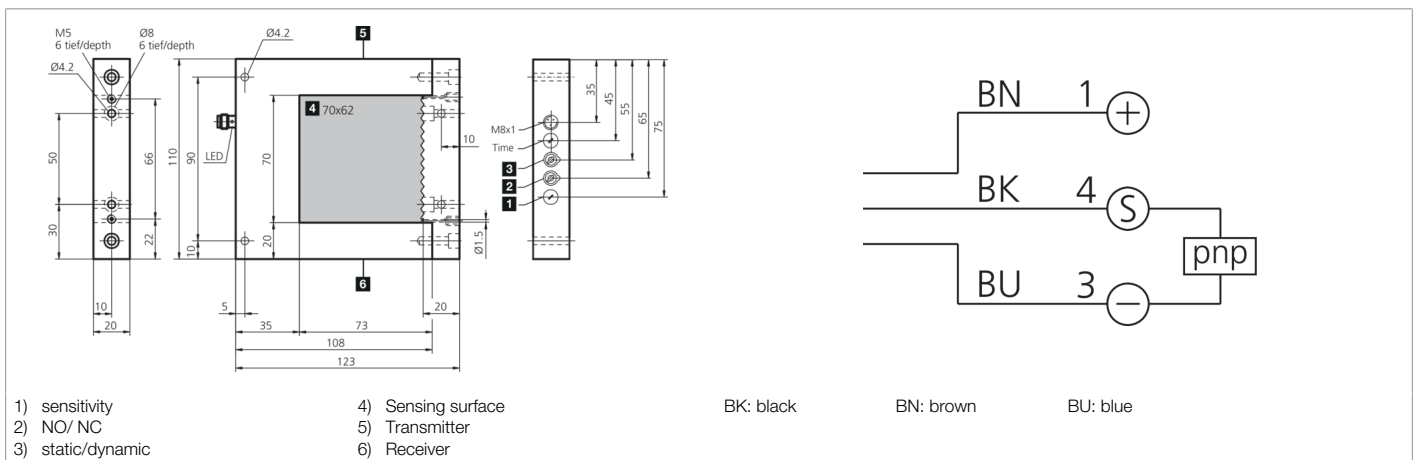 M5
6 tief/depth
Ø8
6 tief/depth
Ø4.2
50
30
66
22
110
10
20
Ø4.2
5
4 70x62
LED
90
70
10
20
10
Ø1.5
6
5
35
73
20
108
123
35
45
55
65
75
M8x1
Time
3
2
1
BN 1 +
BK 4 S
pnp
BU 3 −
1) sensitivity
2) NO/ NC
3) static/dynamic
4) Sensing surface
5) Transmitter
6) Receiver
BK: black
BN: brown
BU: blue